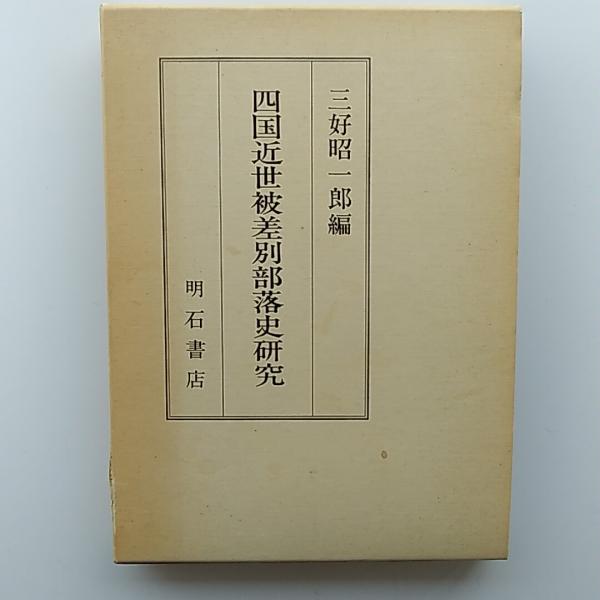 三好昭一郎編
四国近世被差別部落史研究
明石書店